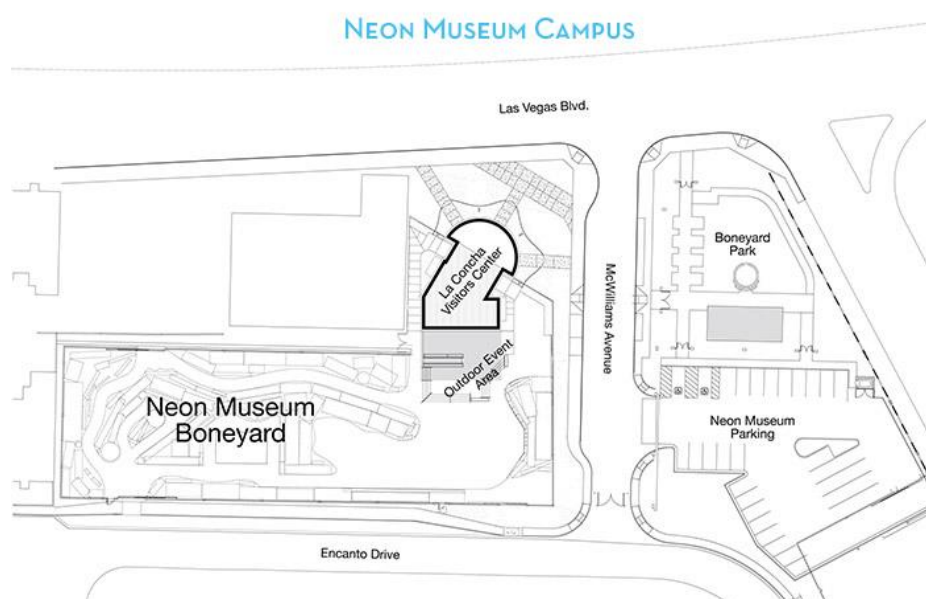 NEON MUSEUM CAMPUS
Las Vegas Blvd.
Boneyard
Park
La Concha
Visitors Center
McWilliams Avenue
Outdoor Event
Area
Neon Museum
Boneyard
Neon Museum
Parking
Encanto Drive